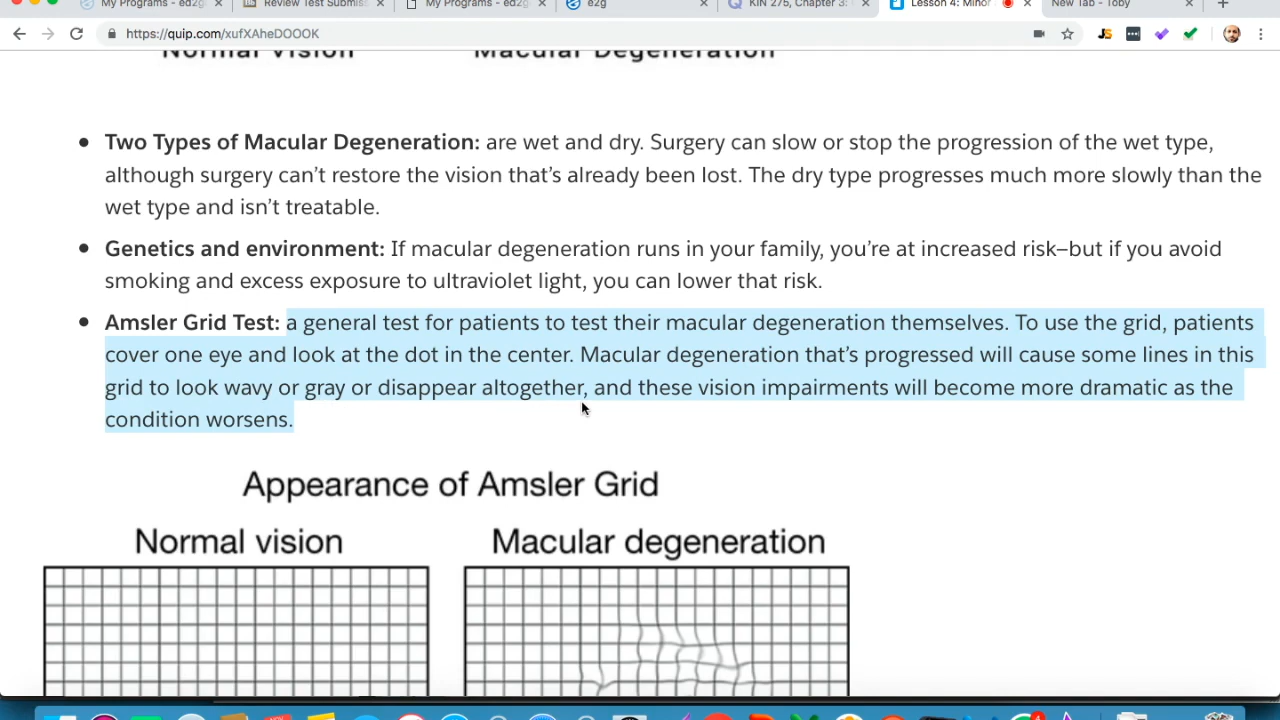 My Programs - ed2g
Review Test Submiss
My Programs - ed2g
e2g
KIN 275, Chapter 3:
Lesson 4: Minor
New Tab - Toby
https://quip.com/xufXAheDOOOK
JS
Normal Vision Macular Degeneration
• Two Types of Macular Degeneration: are wet and dry. Surgery can slow or stop the progression of the wet type,
although surgery can’t restore the vision that’s already been lost. The dry type progresses much more slowly than the
wet type and isn’t treatable.
• Genetics and environment: If macular degeneration runs in your family, you’re at increased risk—but if you avoid
smoking and excess exposure to ultraviolet light, you can lower that risk.
• Amsler Grid Test: a general test for patients to test their macular degeneration themselves. To use the grid, patients
cover one eye and look at the dot in the center. Macular degeneration that’s progressed will cause some lines in this
grid to look wavy or gray or disappear altogether, and these vision impairments will become more dramatic as the
condition worsens.
Appearance of Amsler Grid
Normal vision Macular degeneration